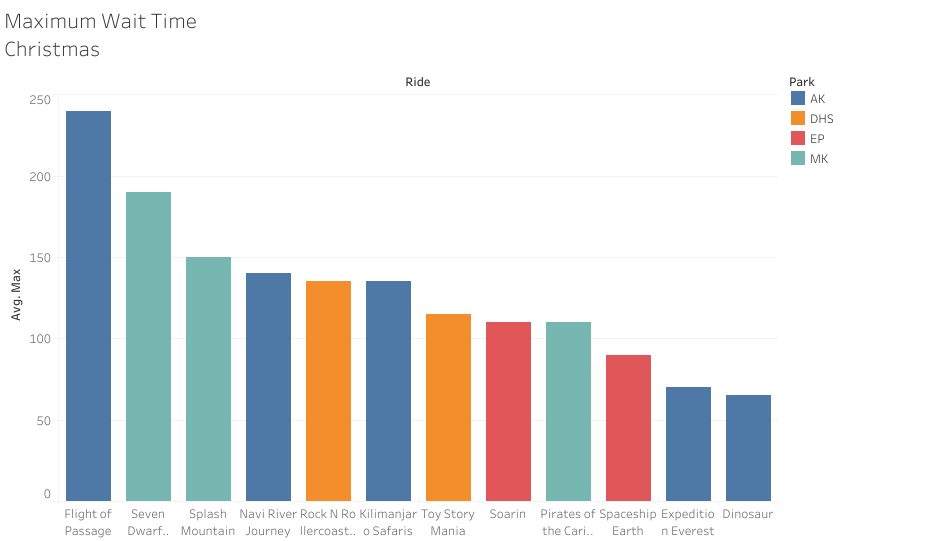 Maximum Wait Time
Christmas
Ride
Park
AK
DHS
EP
MK
250
200
150
100
50
0
Avg. Max
Flight of
Passage
Seven
Dwarf..
Splash
Mountain
Navi River
Journey
Rock N Ro
llercoast..
Kilimanjar
o Safaris
Toy Story
Mania
Soarin
Pirates of
the Cari..
Spaceship
Earth
Expeditio
n Everest
Dinosaur